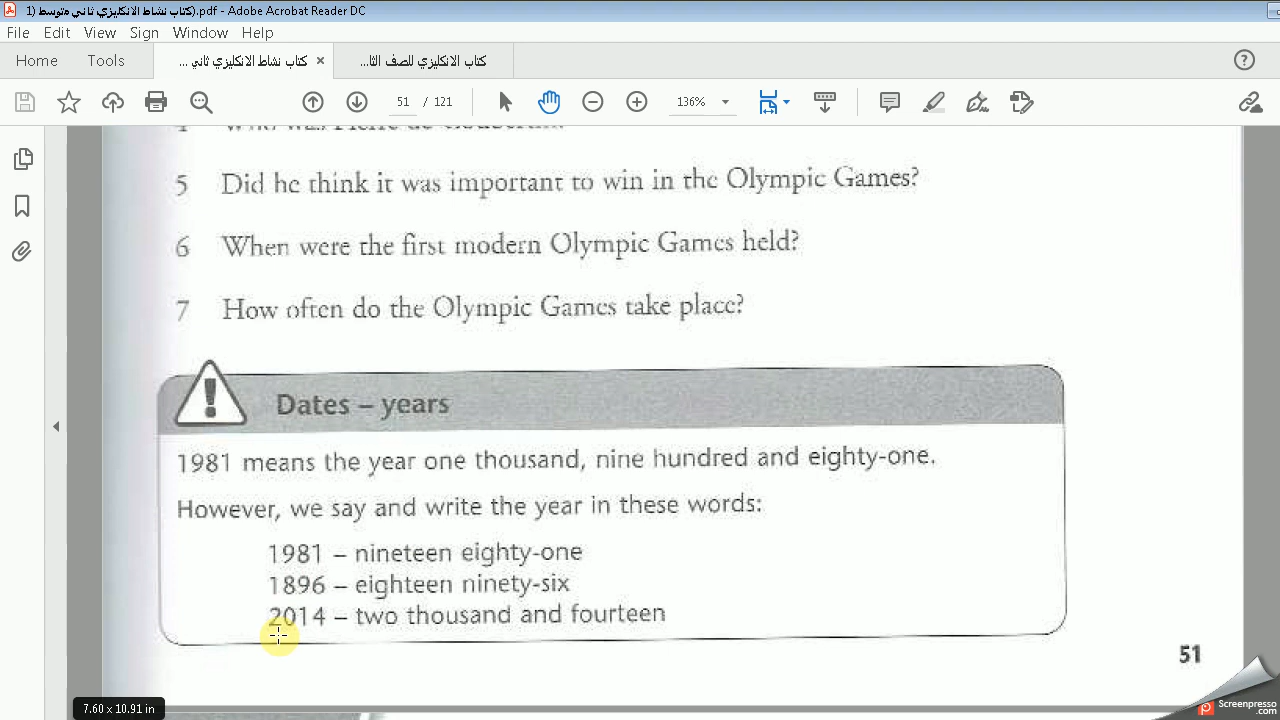 1) كتاب نشاط الانكليزي ثاني متوسط).pdf - Adobe Acrobat Reader DC
File Edit View Sign Window Help
Home Tools كتاب نشاط الانكليزي ثاني ... × كتاب الانكليزي للصف الثا...
51 / 121 136%
5 Did he think it was important to win in the Olympic Games?
6 When were the first modern Olympic Games held?
7 How often do the Olympic Games take place?
Dates – years
1981 means the year one thousand, nine hundred and eighty-one.
However, we say and write the year in these words:
1981 – nineteen eighty-one
1896 – eighteen ninety-six
2014 – two thousand and fourteen
51
7.60 x 10.91 in
Screenpresso
.com